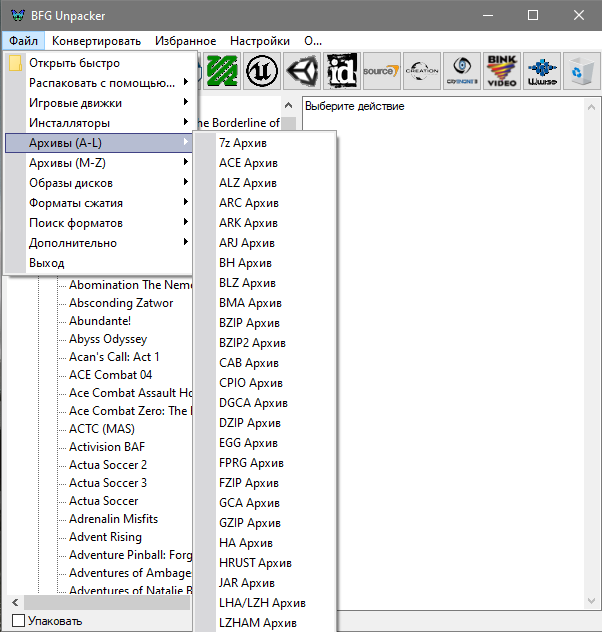 BFG Unpacker
Файл Конвертировать Избранное Настройки О...
Открыть быстро
Распаковать с помощью...
Игровые движки
Инсталляторы
Архивы (A-L)
Архивы (M-Z)
Образы дисков
Форматы сжатия
Поиск форматов
Дополнительно
Выход
id
source
CREATION
CRYENGINE 3
BINK
VIDEO
Wwise
he Borderline of
Выберите действие
7z Архив
ACE Архив
ALZ Архив
ARC Архив
ARK Архив
ARJ Архив
BH Архив
BLZ Архив
BMA Архив
BZIP Архив
BZIP2 Архив
CAB Архив
CPIO Архив
DGCA Архив
DZIP Архив
EGG Архив
FPRG Архив
FZIP Архив
GCA Архив
GZIP Архив
HA Архив
HRUST Архив
JAR Архив
LHA/LZH Архив
LZHAM Архив
Abomination The Neme
Absconding Zatwor
Abundante!
Abyss Odyssey
Acan's Call: Act 1
ACE Combat 04
Ace Combat Assault Ho
Ace Combat Zero: The
ACTC (MAS)
Activision BAF
Actua Soccer 2
Actua Soccer 3
Actua Soccer
Adrenalin Misfits
Advent Rising
Adventure Pinball: Forg
Adventures of Ambage
Adventures of Natalie B
Упаковать